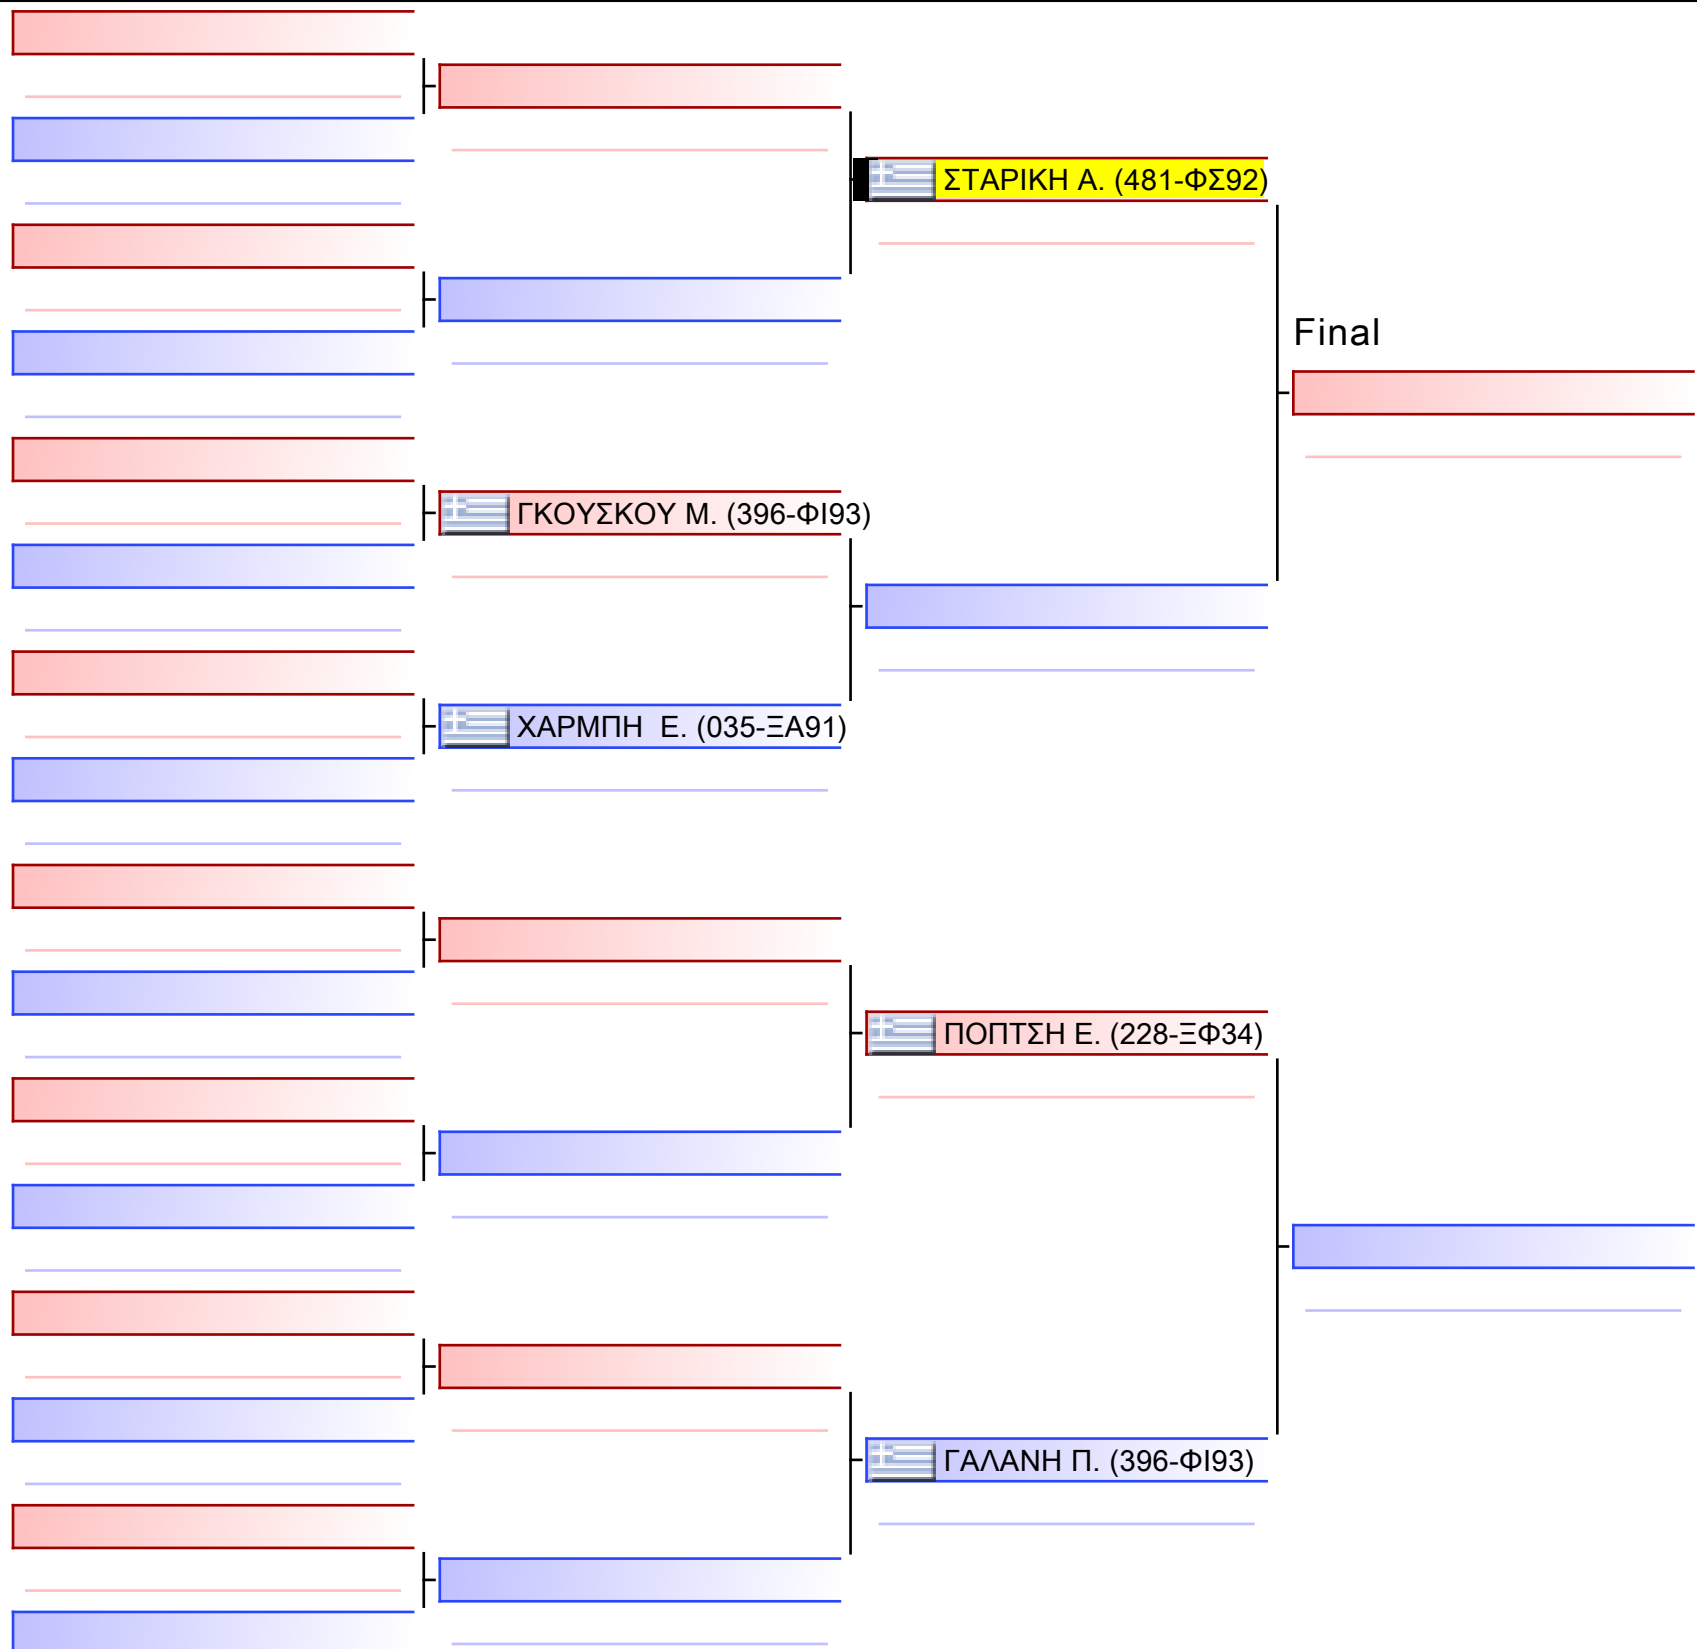 ΣΤΑΡΙΚΗ Α. (481-ΦΣ92)
Final
ΓΚΟΥΣΚΟΥ Μ. (396-ΦΙ93)
ΧΑΡΜΠΗ  Ε. (035-ΞΑ91)
ΠΟΠΤΣΗ Ε. (228-ΞΦ34)
ΓΑΛΑΝΗ Π. (396-ΦΙ93)